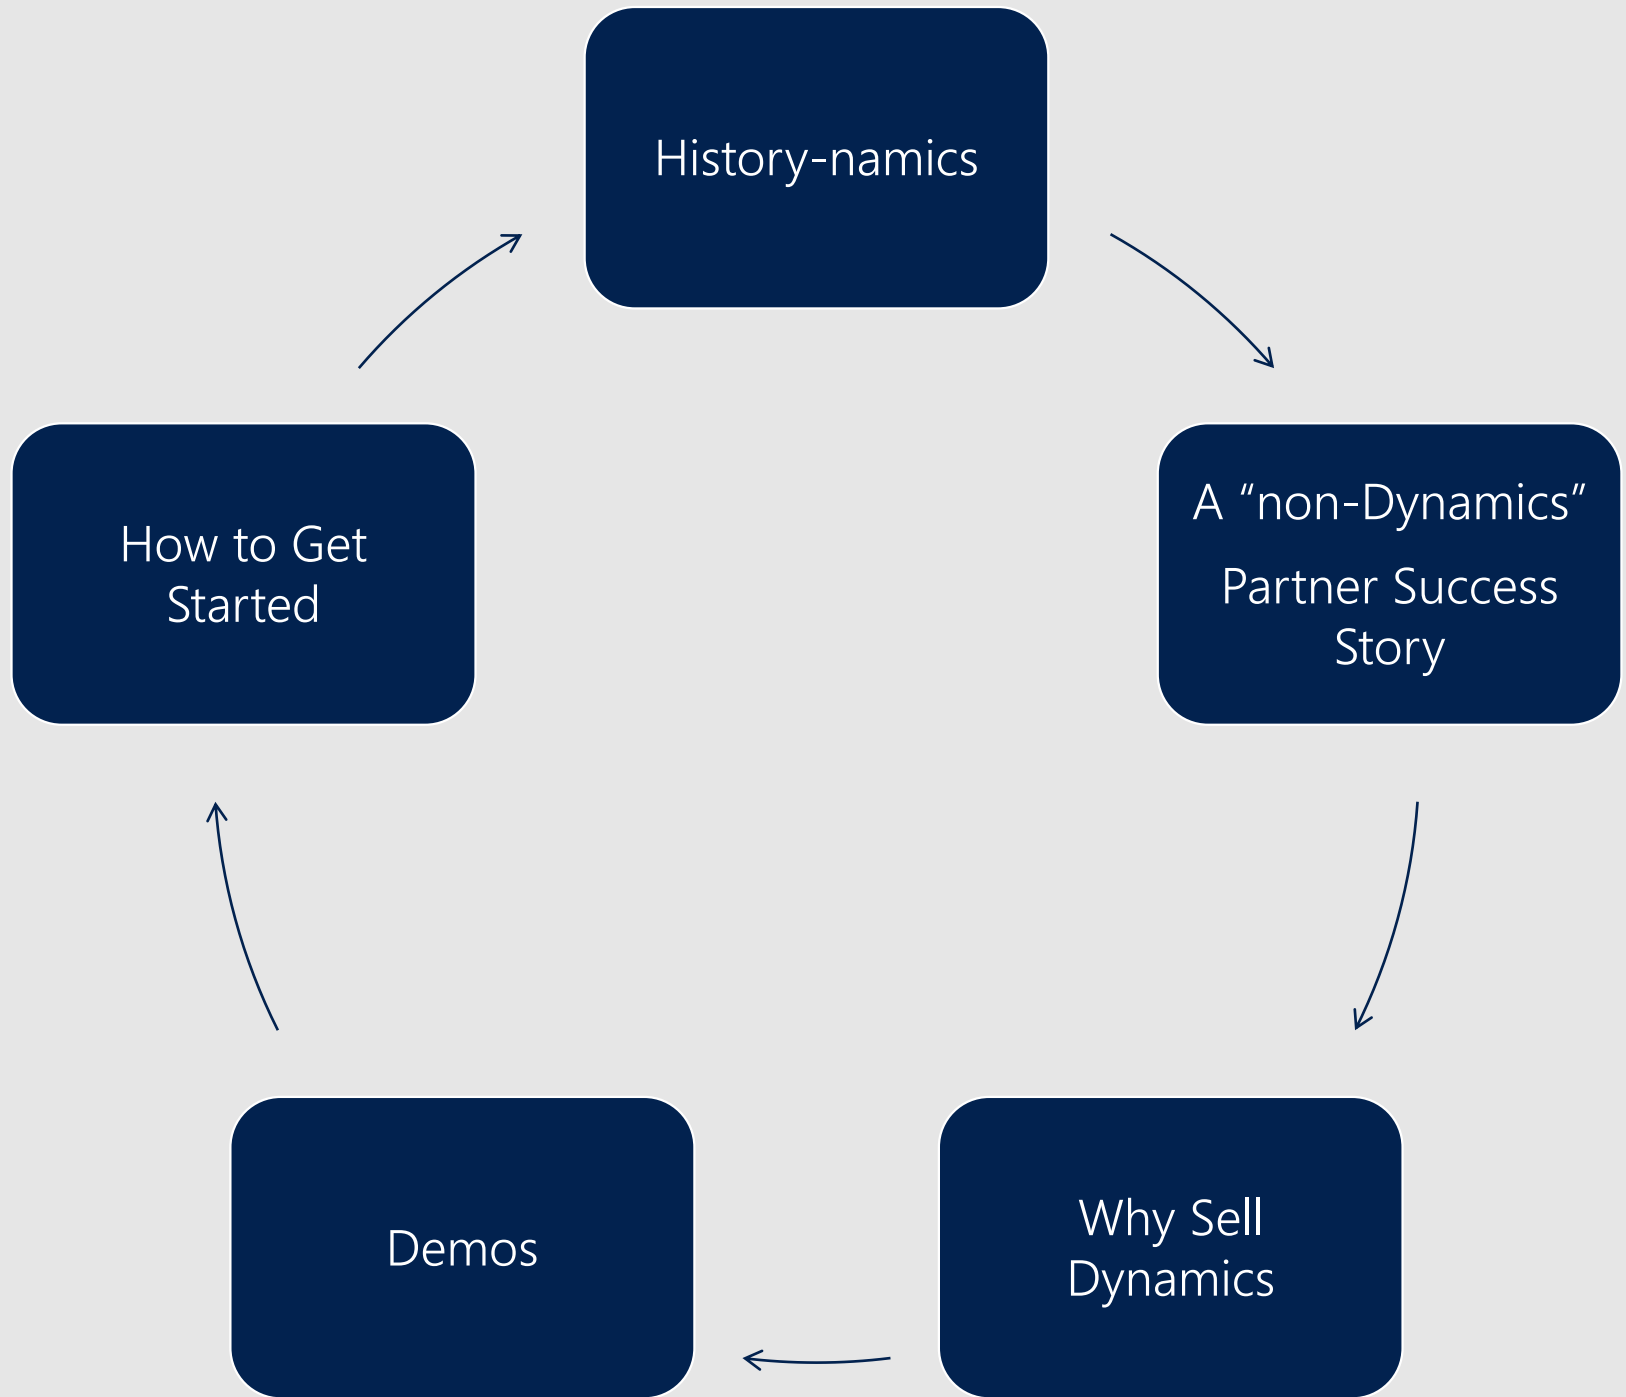 History-namics
A “non-Dynamics”
Partner Success
Story
Why Sell
Dynamics
Demos
How to Get
Started